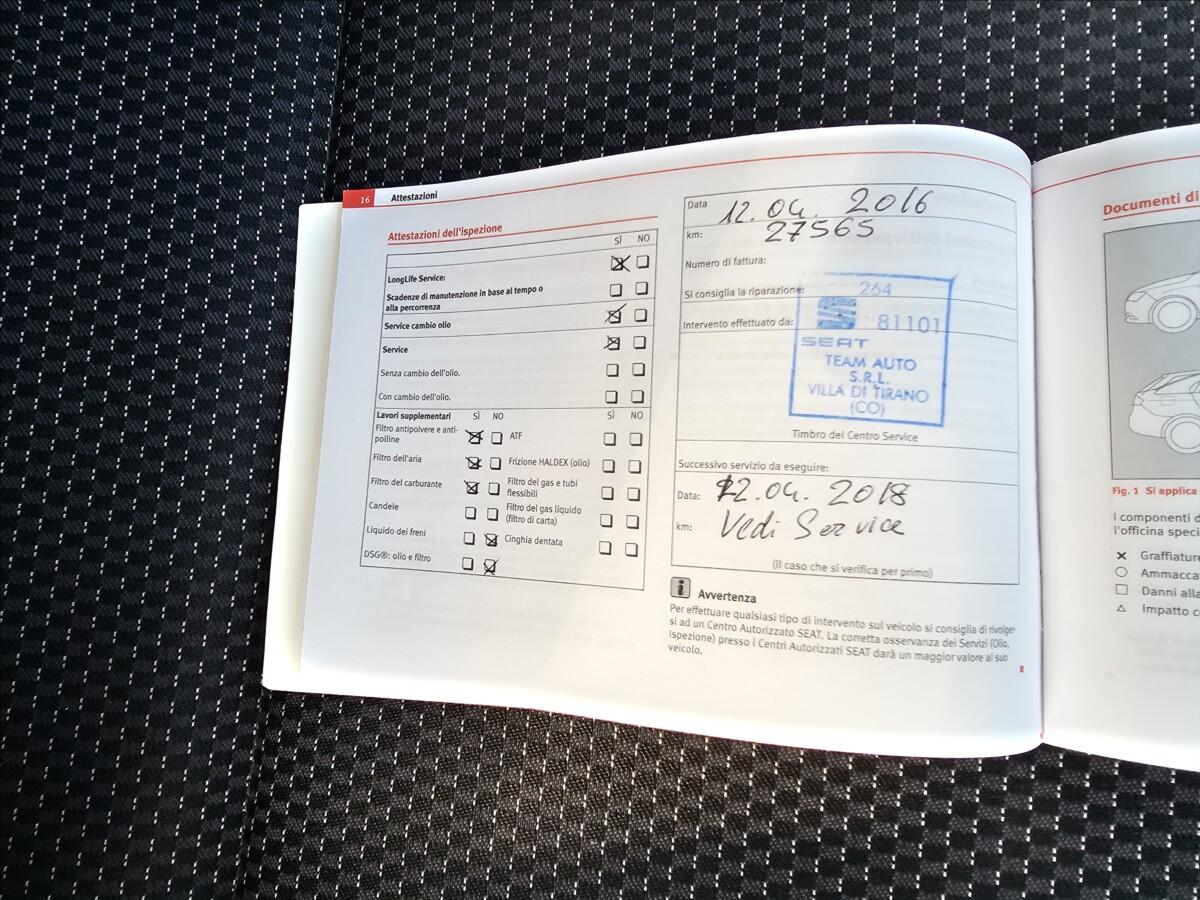 16 Attestazioni
Attestazioni dell'ispezione
SÌ NO
LongLife Service:
Scadenze di manutenzione in base al tempo o
alla percorrenza
Service cambio olio
Service
Senza cambio dell'olio.
Con cambio dell'olio.
Lavori supplementari SÌ NO SÌ NO
Filtro antipolvere e anti-
polline
ATF
Filtro dell'aria
Frizione HALDEX (olio)
Filtro del carburante
Filtro del gas e tubi
flessibili
Candele
Filtro del gas liquido
(filtro di carta)
Liquido dei freni
Cinghia dentata
DSG®: olio e filtro
Data 12.04.2016
km: 27565
Numero di fattura:
Si consiglia la riparazione:
Intervento effettuato da:
264
81101
SEAT
TEAM AUTO
S.R.L.
VILLA DI TIRANO
(CO)
Timbro del Centro Service
Successivo servizio da eseguire:
Data: 12.04.2018
km: Vedi Service
(il caso che si verifica per primo)
i Avvertenza
Per effettuare qualsiasi tipo di intervento sul veicolo si consiglia di rivolger-
si ad un Centro Autorizzato SEAT. La corretta osservanza dei Servizi (Olio,
Ispezione) presso i Centri Autorizzati SEAT darà un maggior valore al suo
veicolo.
Documenti di
Fig. 1 Si applica
I componenti d
l'officina speci
Graffiature
Ammacca
Danni alla
Impatto c